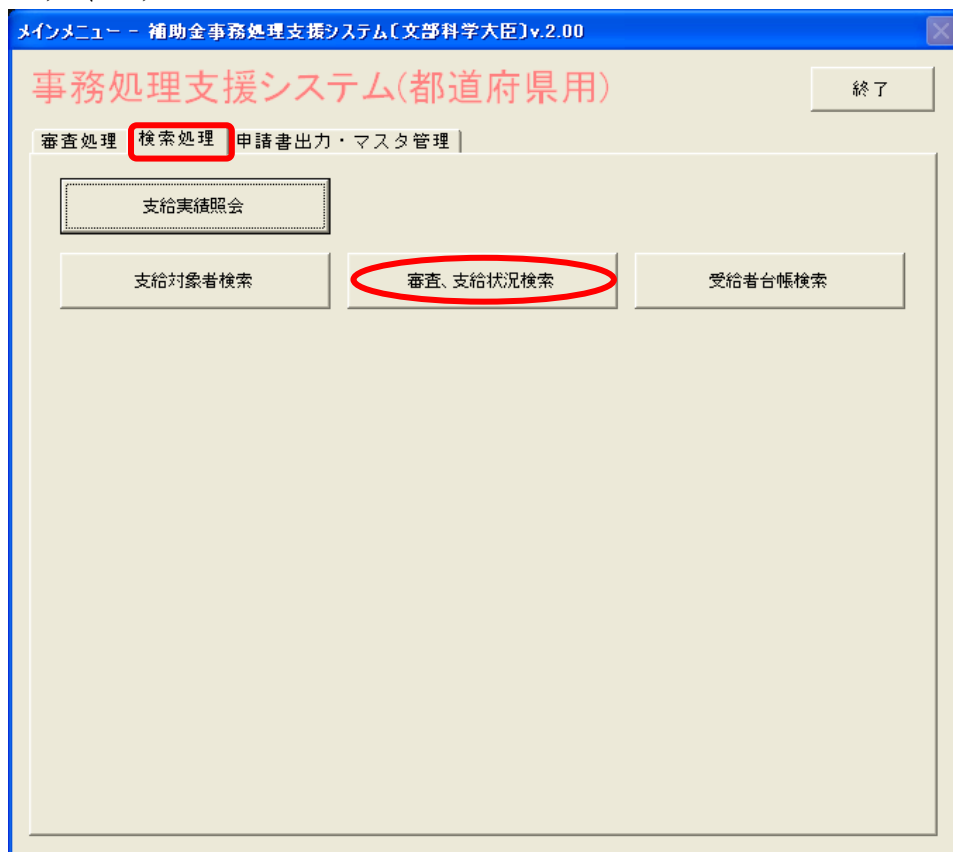 メインメニュー - 補助金事務処理支援システム〔文部科学大臣〕v.2.00
事務処理支援システム(都道府県用)
終了
審査処理 検索処理 申請書出力・マスタ管理
支給実績照会
支給対象者検索 審査、支給状況検索 受給者台帳検索